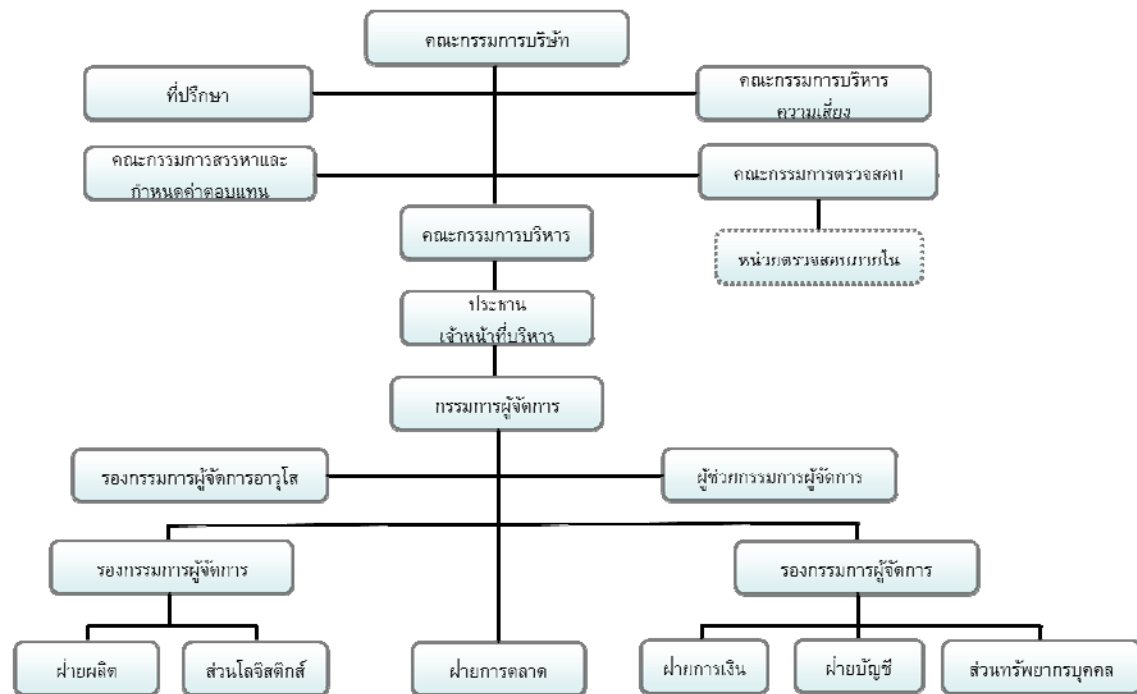 คณะกรรมการบริษัท
ที่ปรึกษา
คณะกรรมการบริหาร
ความเสี่ยง
คณะกรรมการสรรหาและ
กำหนดค่าตอบแทน
คณะกรรมการตรวจสอบ
คณะกรรมการบริหาร
หน่วยตรวจสอบภายใน
ประธาน
เจ้าหน้าที่บริหาร
กรรมการผู้จัดการ
รองกรรมการผู้จัดการอาวุโส
ผู้ช่วยกรรมการผู้จัดการ
รองกรรมการผู้จัดการ
รองกรรมการผู้จัดการ
ฝ่ายผลิต
ส่วนโลจิสติกส์
ฝ่ายการตลาด
ฝ่ายการเงิน
ฝ่ายบัญชี
ส่วนทรัพยากรบุคคล